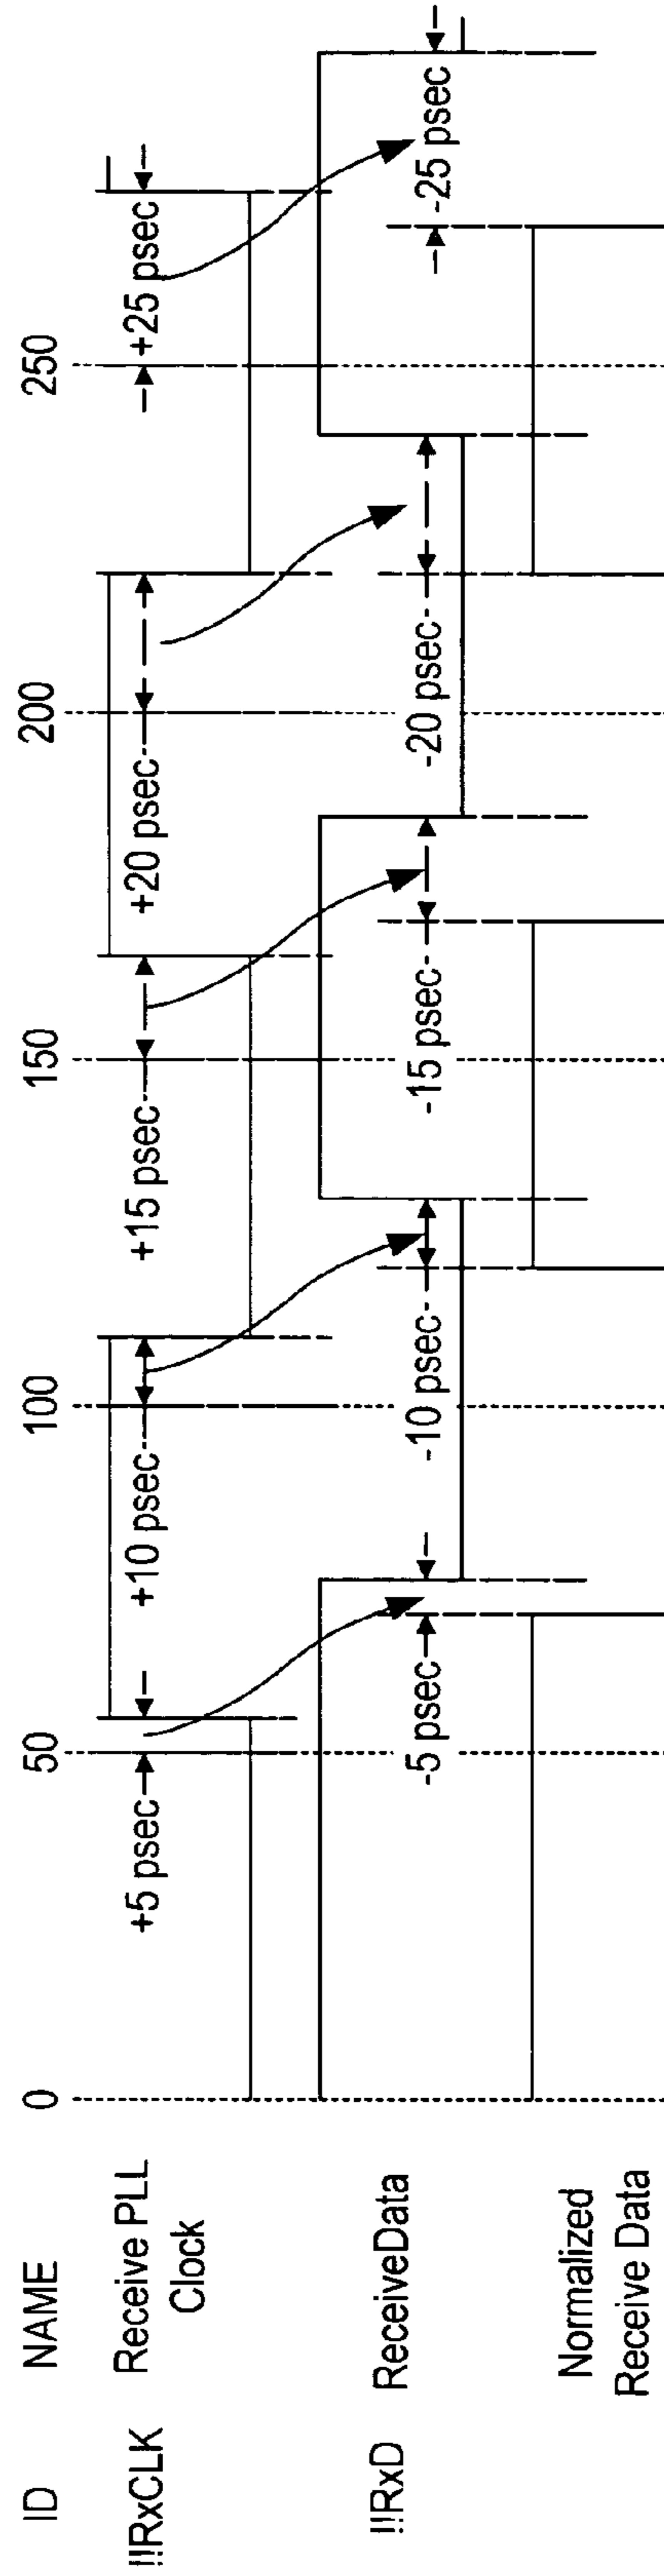 ID NAME 0 50 100 150 200 250
!!RxCLK Receive PLL Clock
+5 psec +10 psec +15 psec +20 psec +25 psec
!!RxD ReceiveData
-5 psec -10 psec -15 psec -20 psec -25 psec
Normalized
Receive Data